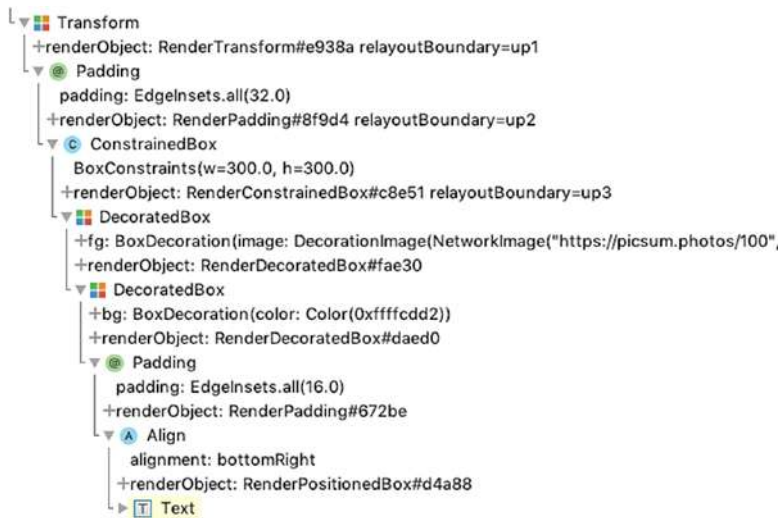 Transform
+renderObject: RenderTransform#e938a relayoutBoundary=up1
@ Padding
padding: EdgeInsets.all(32.0)
+renderObject: RenderPadding#8f9d4 relayoutBoundary=up2
C ConstrainedBox
BoxConstraints(w=300.0, h=300.0)
+renderObject: RenderConstrainedBox#c8e51 relayoutBoundary=up3
DecoratedBox
+fg: BoxDecoration(image: DecorationImage(NetworkImage("https://picsum.photos/100",
+renderObject: RenderDecoratedBox#fae30
DecoratedBox
+bg: BoxDecoration(color: Color(0xffffcdd2))
+renderObject: RenderDecoratedBox#daed0
@ Padding
padding: EdgeInsets.all(16.0)
+renderObject: RenderPadding#672be
A Align
alignment: bottomRight
+renderObject: RenderPositionedBox#d4a88
T Text